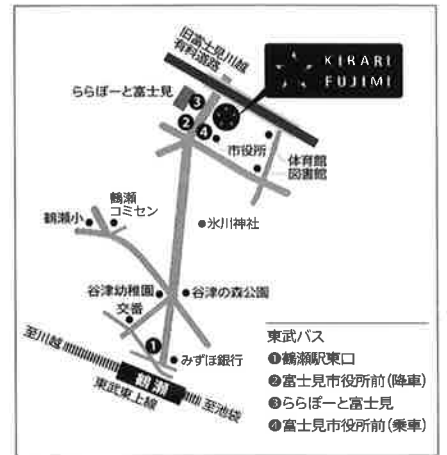 旧富士見川越
有料道路
KIRARI
FUJIMI
ららぽーと富士見
❸
❷
❹
市役所
体育館
図書館
鶴瀬
コミセン
鶴瀬小
氷川神社
谷津幼稚園
谷津の森公園
交番
❶
みずほ銀行
至川越
鶴瀬
東武東上線
至池袋
東武バス
❶鶴瀬駅東口
❷富士見市役所前(降車)
❸ららぽーと富士見
❹富士見市役所前(乗車)